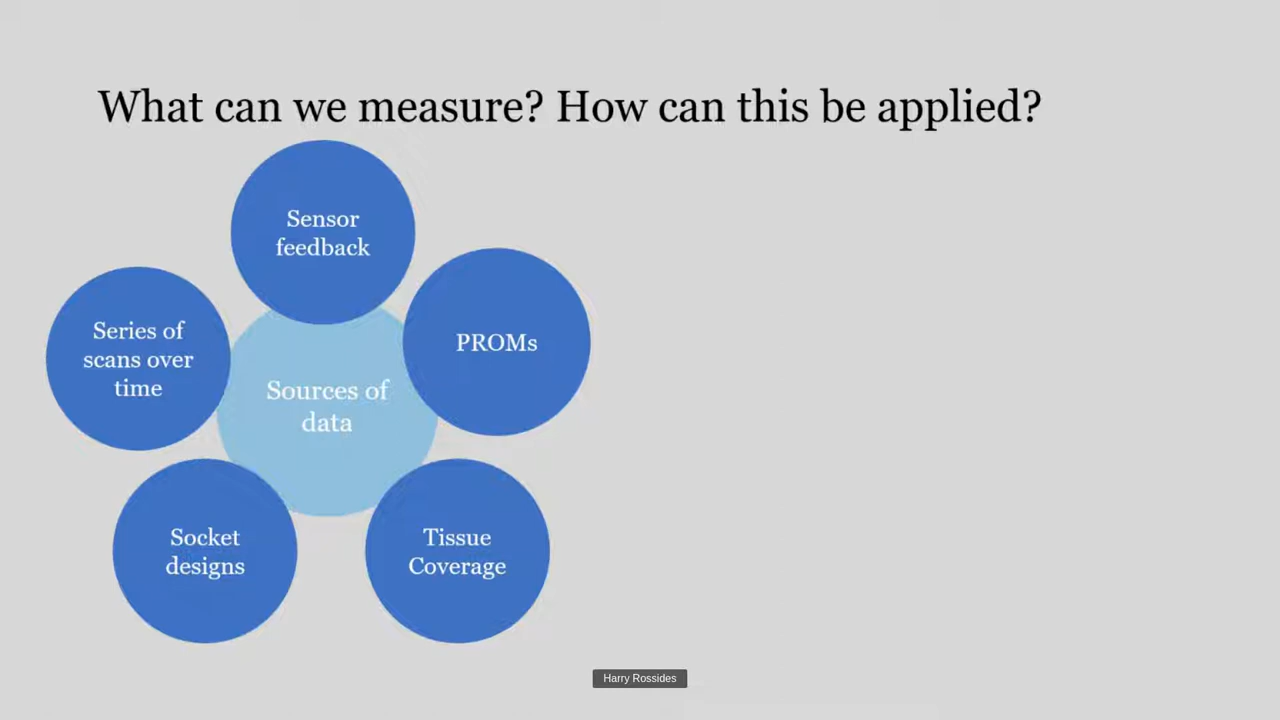 What can we measure? How can this be applied?
Sensor
feedback
PROMs
Series of
scans over
time
Sources of
data
Socket
designs
Tissue
Coverage
Harry Rossides